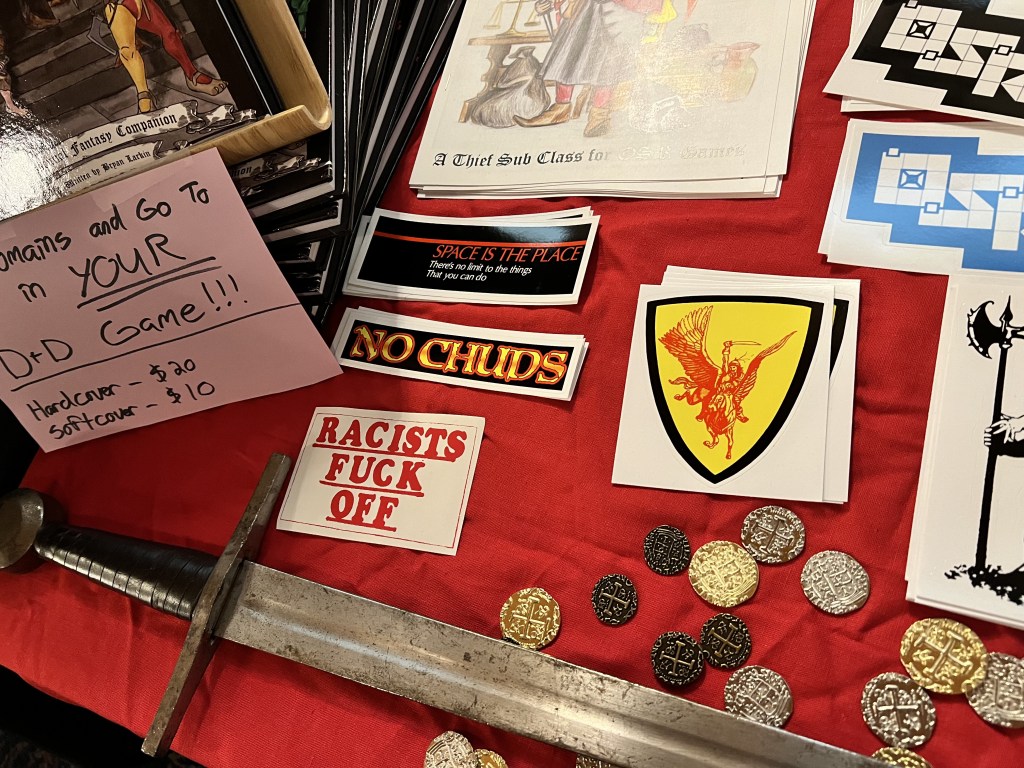 Fantasy Companion
Written by Bryan Larkin
omains and Go To
in YOUR
D+D Game!!!
Hardcover - $20
softcover - $10
A Thief Sub Class for OSR Games
SPACE IS THE PLACE
There's no limit to the things
That you can do
NO CHUDS
RACISTS
FUCK
OFF
OSR
OSR